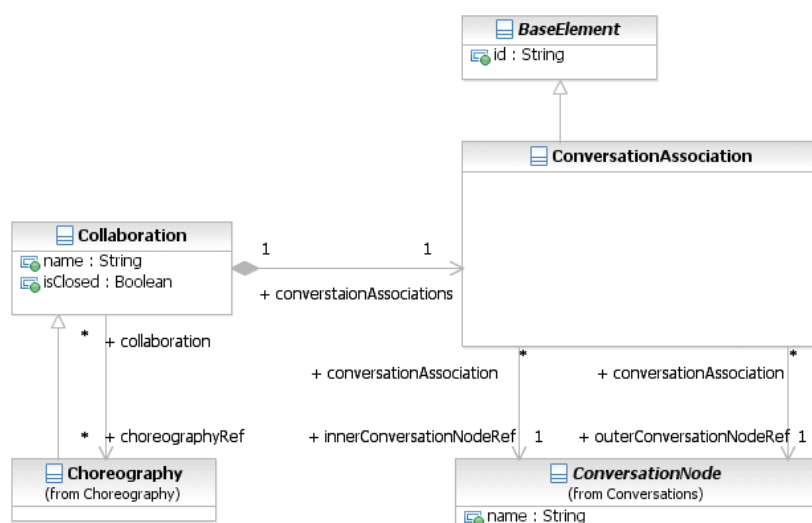 BaseElement
id : String
ConversationAssociation
Collaboration
name : String
isClosed : Boolean
1 1
+ converstaionAssociations
* + collaboration
* + choreographyRef
* *
+ conversationAssociation + conversationAssociation
+ innerConversationNodeRef 1 + outerConversationNodeRef 1
Choreography
(from Choreography)
ConversationNode
(from Conversations)
name : String